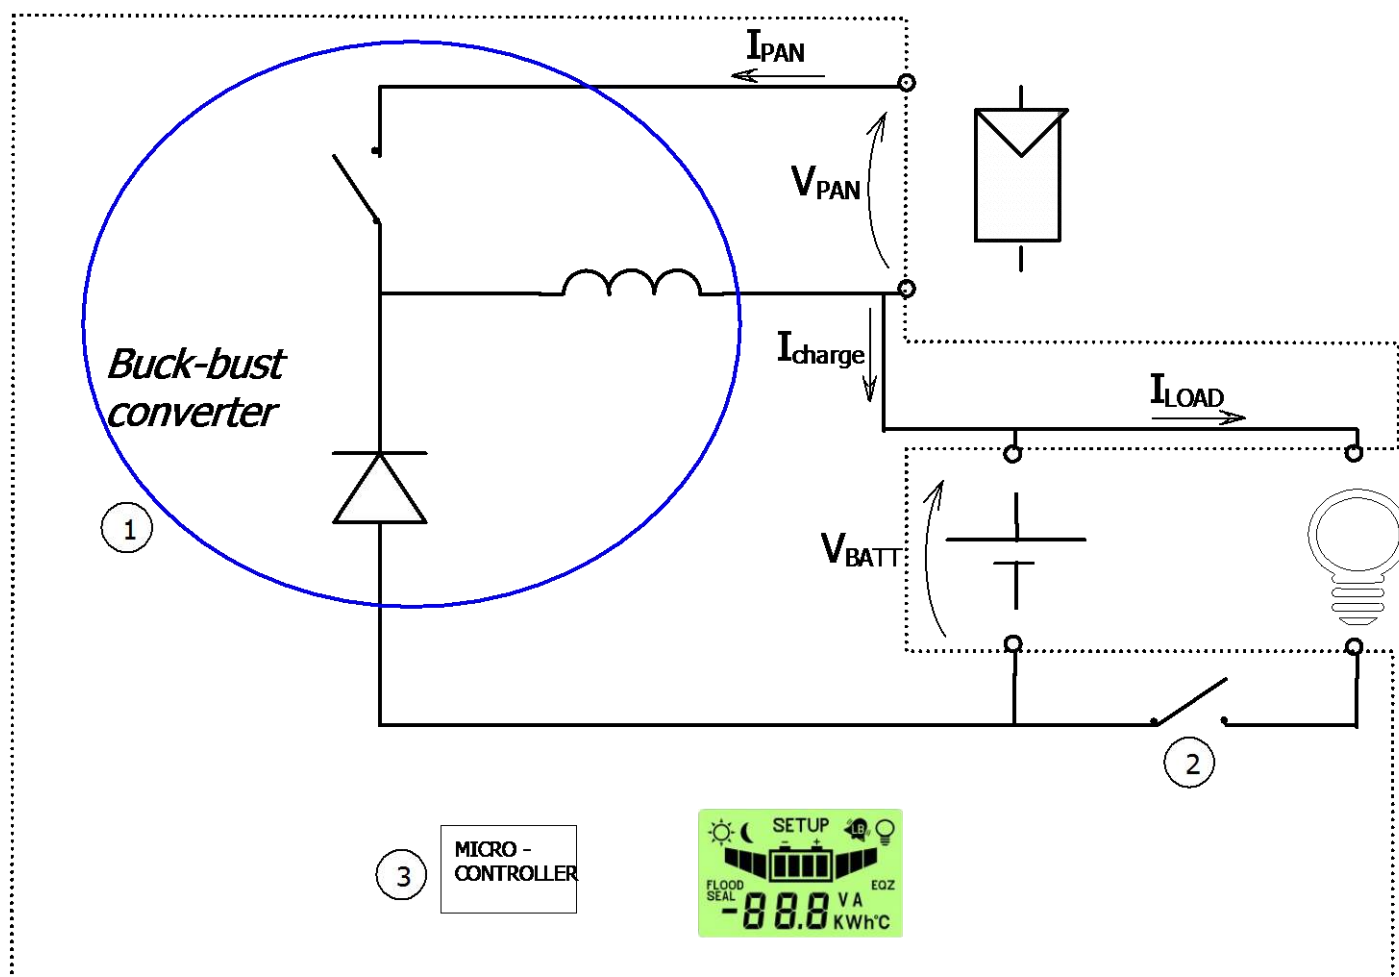 IPAN
VPAN
Icharge
ILOAD
Buck-bust
converter
1
VBATT
2
3
MICRO -
CONTROLLER
SETUP
LB
- +
FLOOD
SEAL
EQZ
-88.8 V A
KWh°C